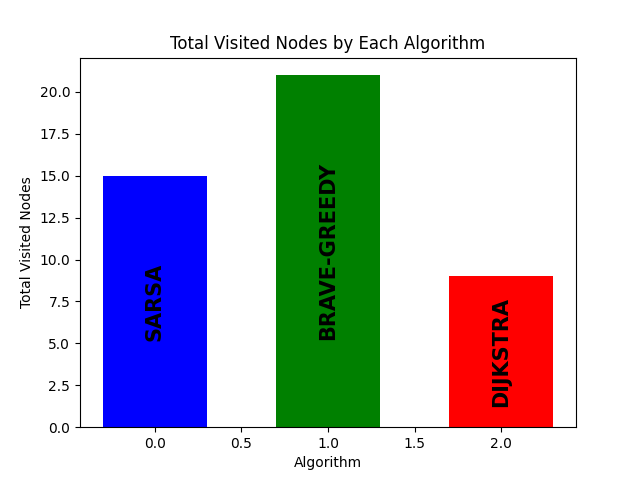 Total Visited Nodes by Each Algorithm
Total Visited Nodes
20.0
17.5
15.0
12.5
10.0
7.5
5.0
2.5
0.0
SARSA
BRAVE-GREEDY
DIJKSTRA
0.0 0.5 1.0 1.5 2.0
Algorithm